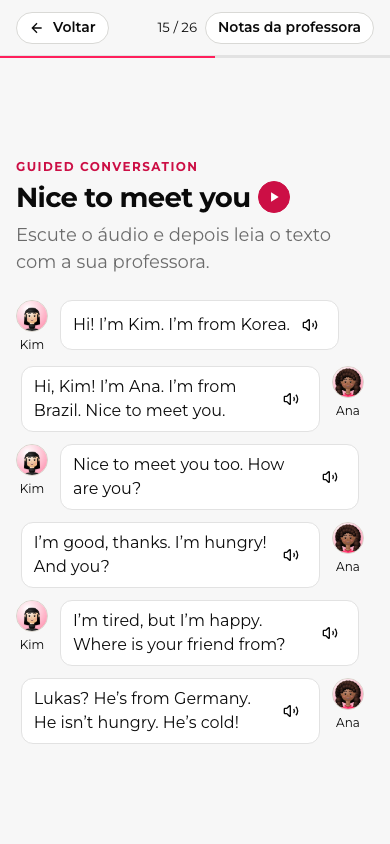 Voltar
15 / 26
Notas da professora
GUIDED CONVERSATION
Nice to meet you
Escute o áudio e depois leia o texto
com a sua professora.
Hi! I’m Kim. I’m from Korea.
Kim
Hi, Kim! I’m Ana. I’m from
Brazil. Nice to meet you.
Ana
Nice to meet you too. How
are you?
Kim
I’m good, thanks. I’m hungry!
And you?
Ana
I’m tired, but I’m happy.
Where is your friend from?
Kim
Lukas? He’s from Germany.
He isn’t hungry. He’s cold!
Ana